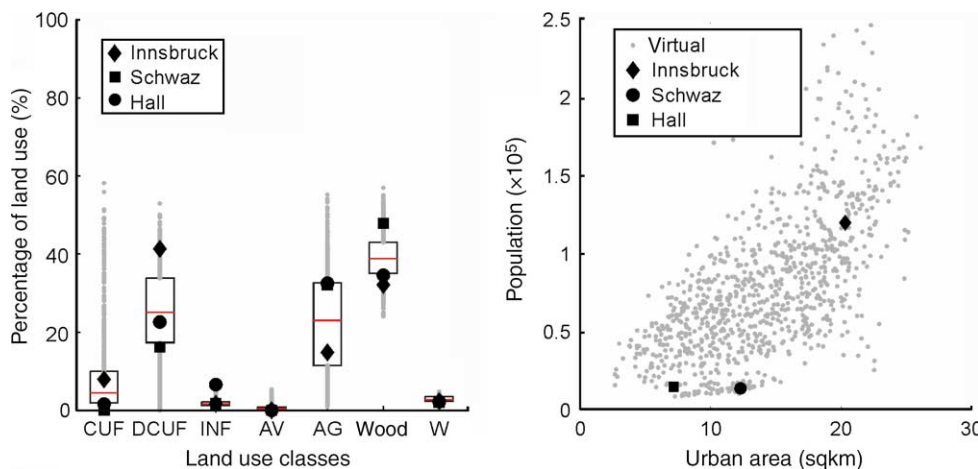 100
80
60
40
20
0
Percentage of land use (%)
Innsbruck
Schwaz
Hall
CUF DCUF INF AV AG Wood W
Land use classes
2.5
2
1.5
1
0.5
0
Population (×10⁵)
Virtual
Innsbruck
Schwaz
Hall
0 10 20 30
Urban area (sqkm)